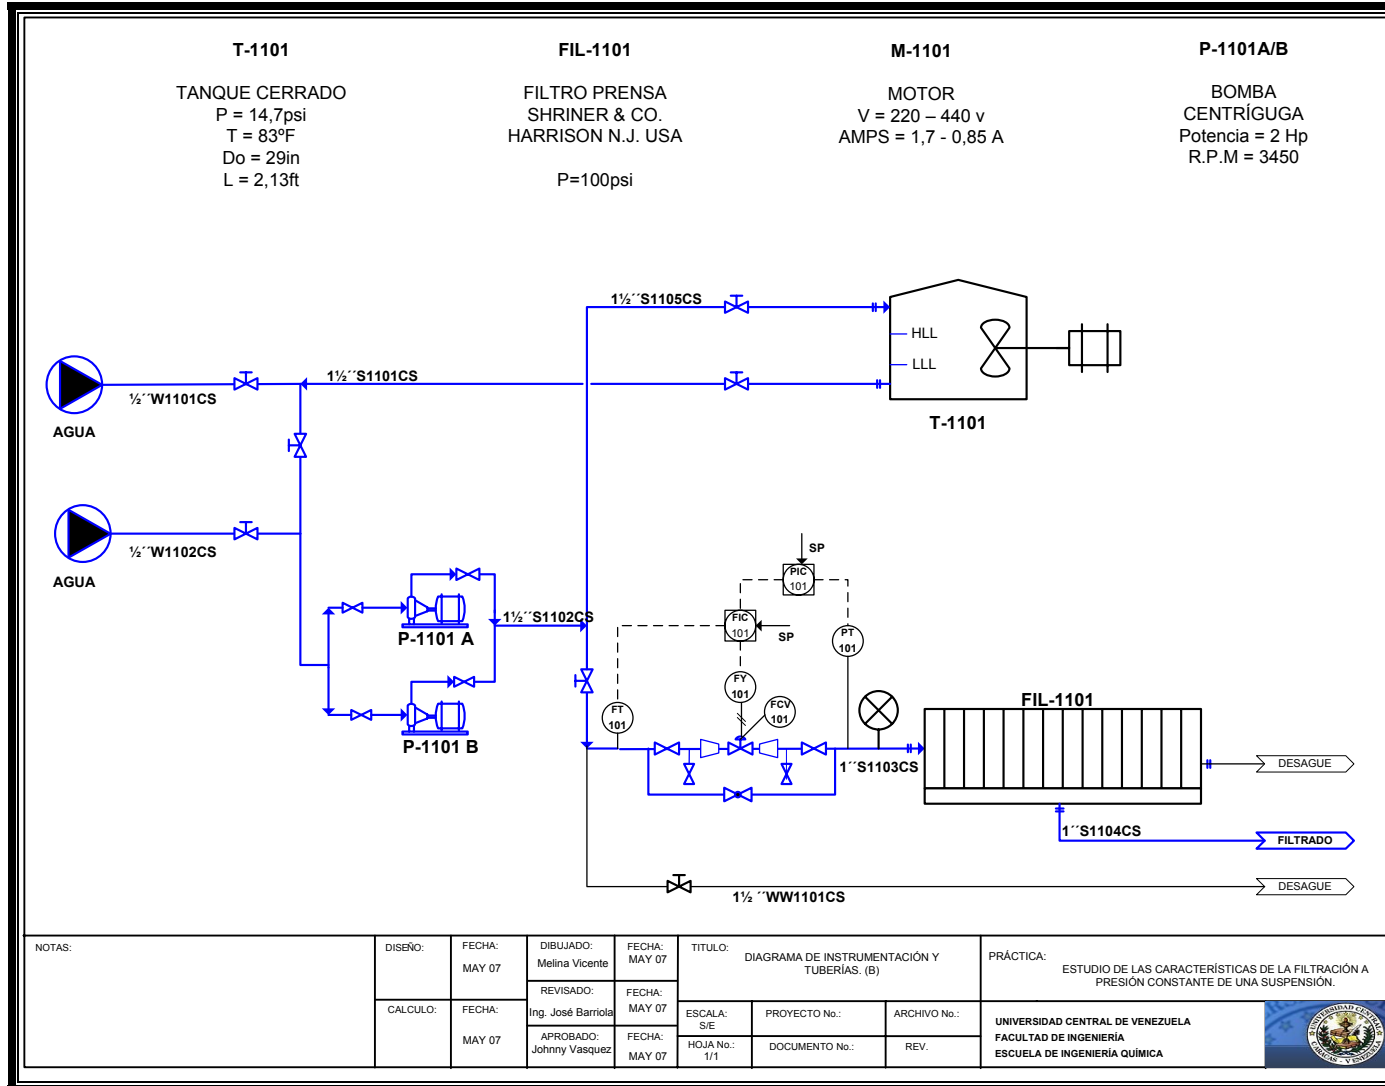 T-1101
TANQUE CERRADO
P = 14,7psi
T = 83ºF
Do = 29in
L = 2,13ft
FIL-1101
FILTRO PRENSA
SHRINER & CO.
HARRISON N.J. USA
P=100psi
M-1101
MOTOR
V = 220 – 440 v
AMPS = 1,7 - 0,85 A
P-1101A/B
BOMBA
CENTRÍGUGA
Potencia = 2 Hp
R.P.M = 3450
1½´´S1105CS
HLL
LLL
T-1101
1½´´S1101CS
½´´W1101CS
AGUA
½´´W1102CS
AGUA
P-1101 A
P-1101 B
1½´´S1102CS
SP
PIC
101
FIC
101
SP
PT
101
FY
101
FT
101
FCV
101
1´´S1103CS
FIL-1101
DESAGUE
1´´S1104CS
FILTRADO
DESAGUE
1½ ´´WW1101CS
NOTAS:
DISEÑO:
FECHA:
MAY 07
CALCULO:
FECHA:
MAY 07
DIBUJADO:
Melina Vicente
FECHA:
MAY 07
REVISADO:
Ing. José Barriola
FECHA:
MAY 07
APROBADO:
Johnny Vasquez
FECHA:
MAY 07
TITULO:
DIAGRAMA DE INSTRUMENTACIÓN Y
TUBERÍAS. (B)
ESCALA:
S/E
PROYECTO No.:
ARCHIVO No.:
HOJA No.:
1/1
DOCUMENTO No.:
REV.
PRÁCTICA:
ESTUDIO DE LAS CARACTERÍSTICAS DE LA FILTRACIÓN A
PRESIÓN CONSTANTE DE UNA SUSPENSIÓN.
UNIVERSIDAD CENTRAL DE VENEZUELA
FACULTAD DE INGENIERÍA
ESCUELA DE INGENIERÍA QUÍMICA
UNIVERSIDAD CENTRAL
CARACAS - VENEZUELA